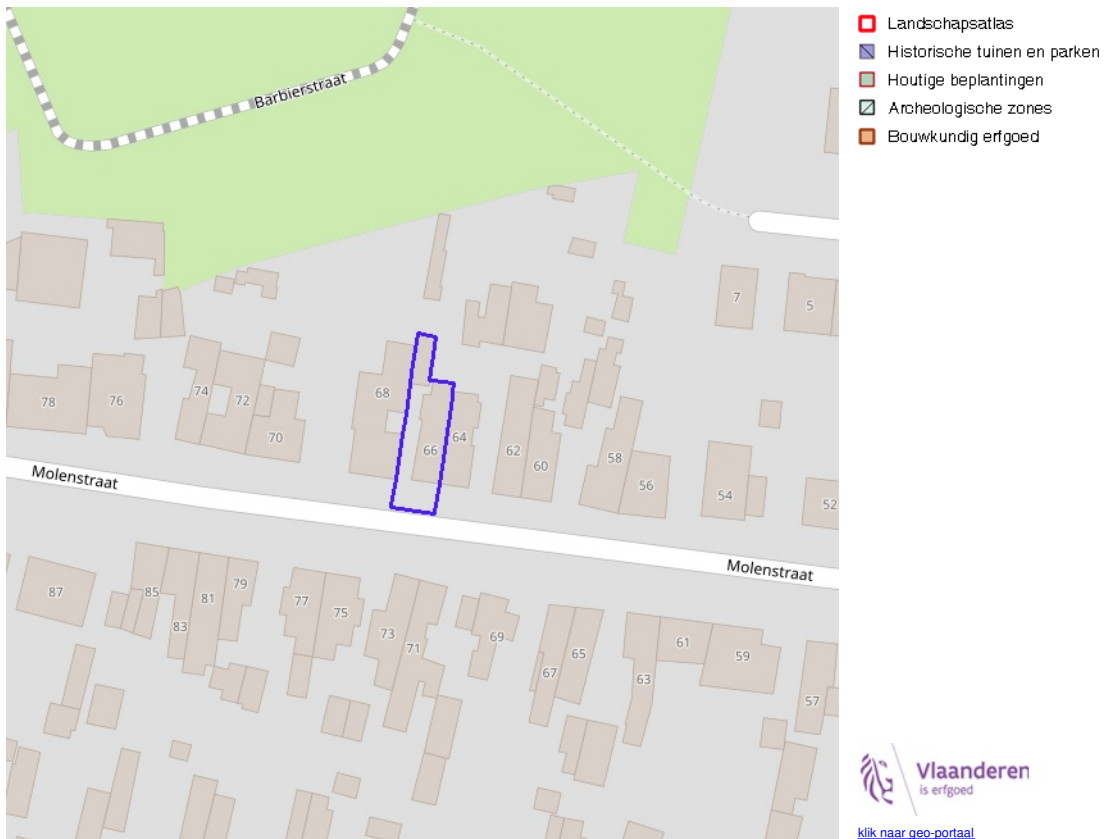 Barbierstraat
7
5
78
76
74
72
70
68
66
64
62
60
58
56
54
52
Molenstraat
Molenstraat
87
85
83
81
79
77
75
73
71
69
67
65
63
61
59
57
Landschapsatlas
Historische tuinen en parken
Houtige beplantingen
Archeologische zones
Bouwkundig erfgoed
Vlaanderen
is erfgoed
klik naar geo-portaal